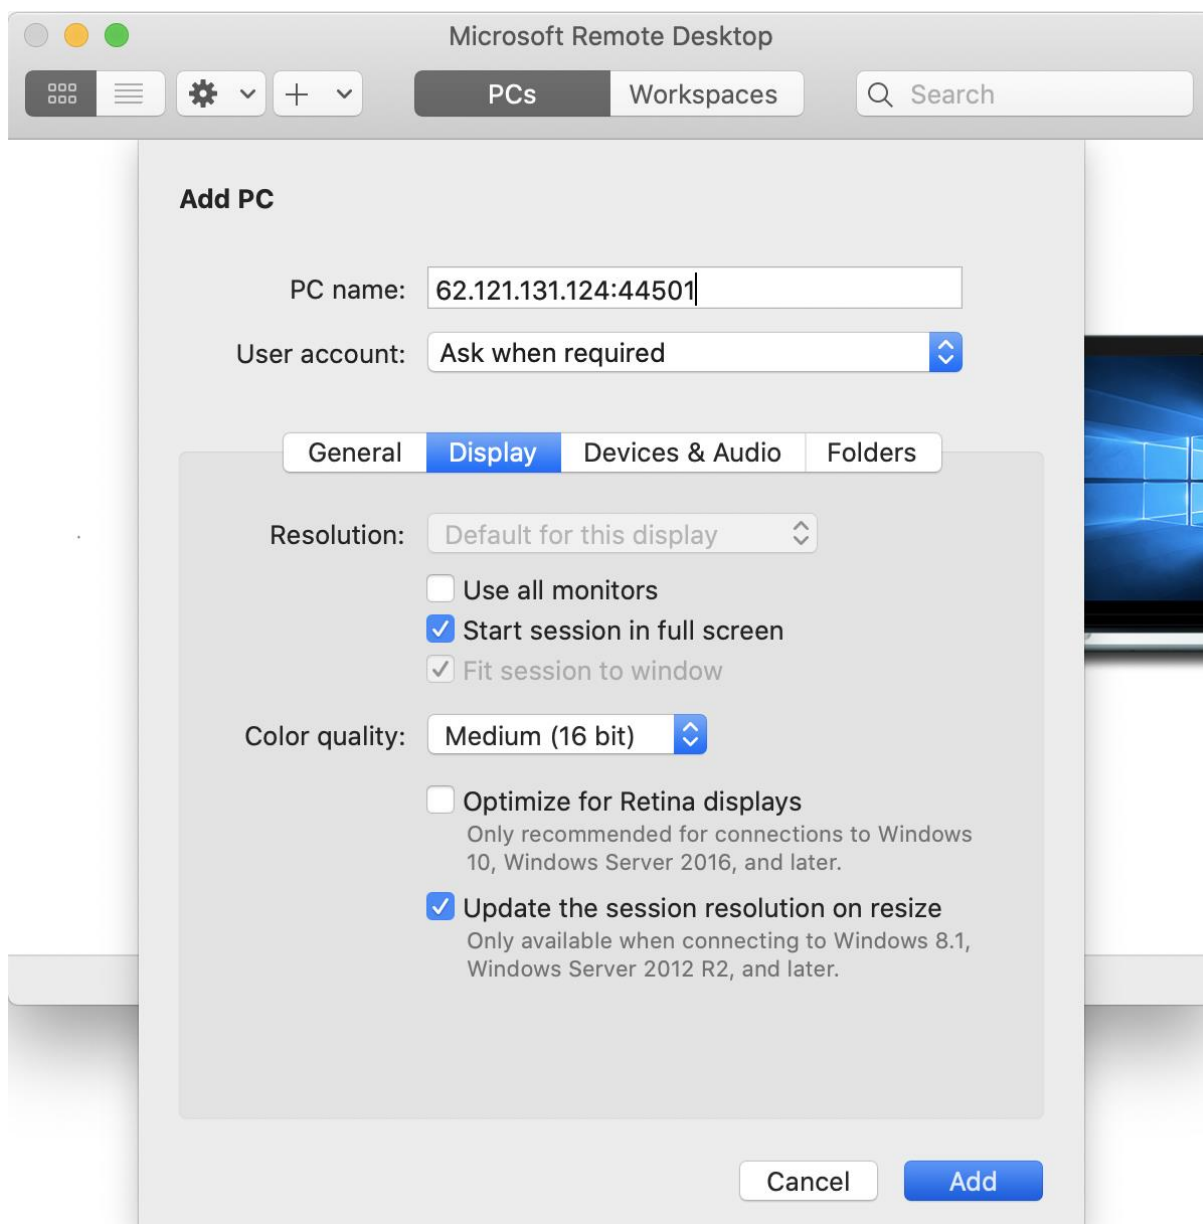 Microsoft Remote Desktop
PCs Workspaces Search
Add PC
PC name: 62.121.131.124:44501
User account: Ask when required
General Display Devices & Audio Folders
Resolution: Default for this display
Use all monitors
Start session in full screen
Fit session to window
Color quality: Medium (16 bit)
Optimize for Retina displays
Only recommended for connections to Windows
10, Windows Server 2016, and later.
Update the session resolution on resize
Only available when connecting to Windows 8.1,
Windows Server 2012 R2, and later.
Cancel Add